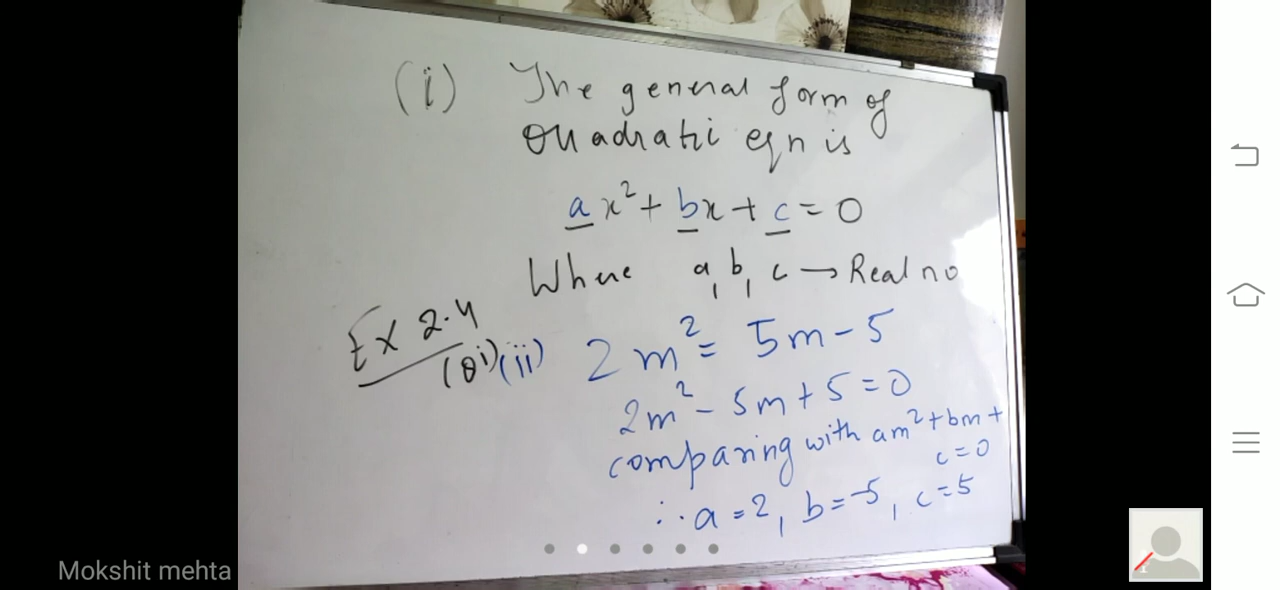 (i) The general form of
Quadratic eqn is
ax² + bx + c = 0
Where a, b, c → Real no
Ex 2.4
(ii) 2m² = 5m - 5
2m² - 5m + 5 = 0
comparing with am² + bm +
c = 0
∴ a = 2, b = -5, c = 5
Mokshit mehta